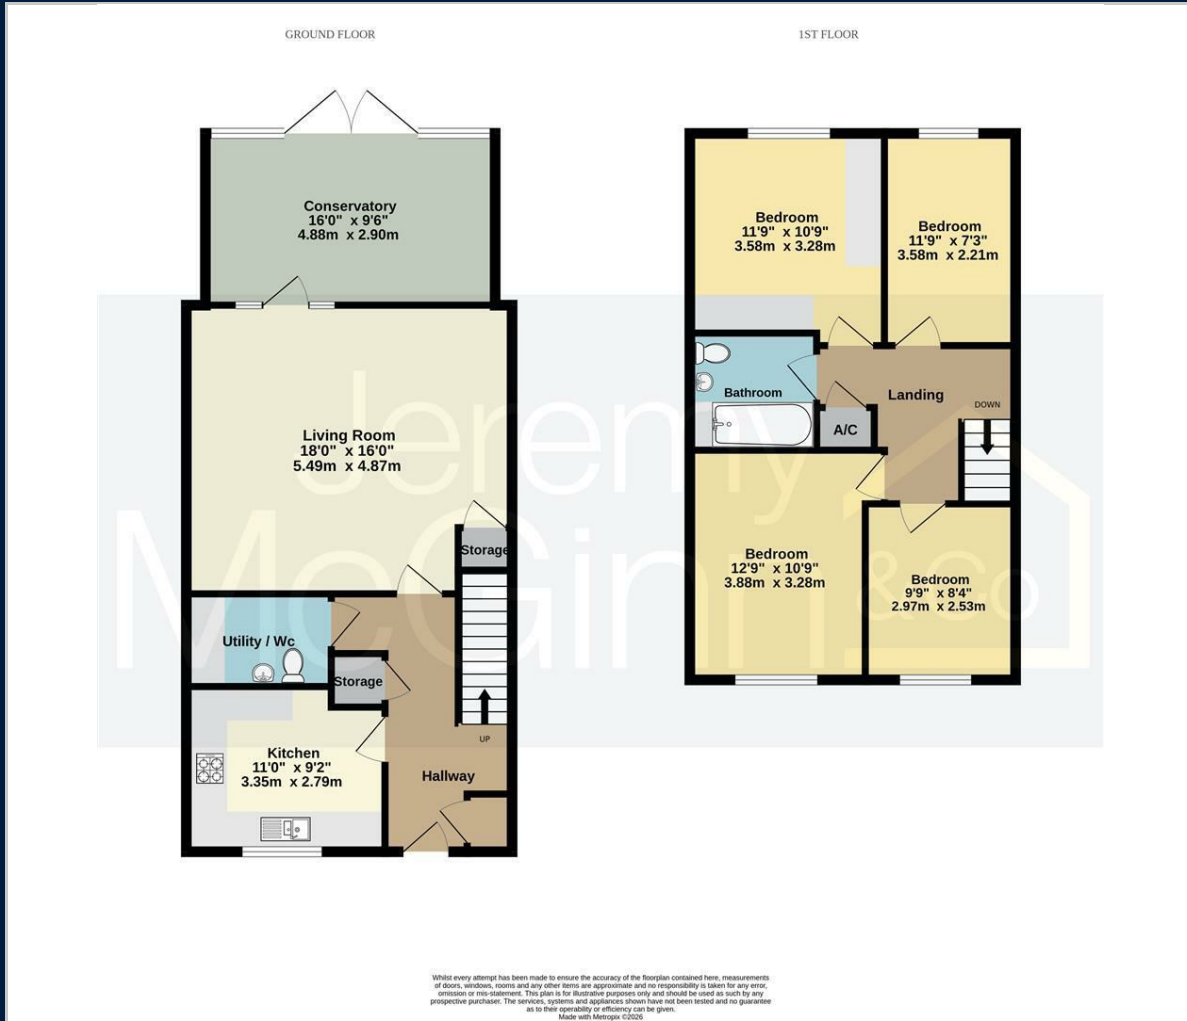 GROUND FLOOR
Conservatory
16'0" x 9'6"
4.88m x 2.90m
Living Room
18'0" x 16'0"
5.49m x 4.87m
Storage
Utility / Wc
Storage
Kitchen
11'0" x 9'2"
3.35m x 2.79m
UP
Hallway
1ST FLOOR
Bedroom
11'9" x 10'9"
3.58m x 3.28m
Bedroom
11'9" x 7'3"
3.58m x 2.21m
Bathroom
Landing
DOWN
A/C
Bedroom
12'9" x 10'9"
3.88m x 3.28m
Bedroom
9'9" x 8'4"
2.97m x 2.53m
Jeremy
McGinn
&Co
Whilst every attempt has been made to ensure the accuracy of the floorplan contained here, measurements
of doors, windows, rooms and any other items are approximate and no responsibility is taken for any error,
omission or mis-statement. This plan is for illustrative purposes only and should be used as such by any
prospective purchaser. The services, systems and appliances shown have not been tested and no guarantee
as to their operability or efficiency can be given.
Made with Metropix ©2026